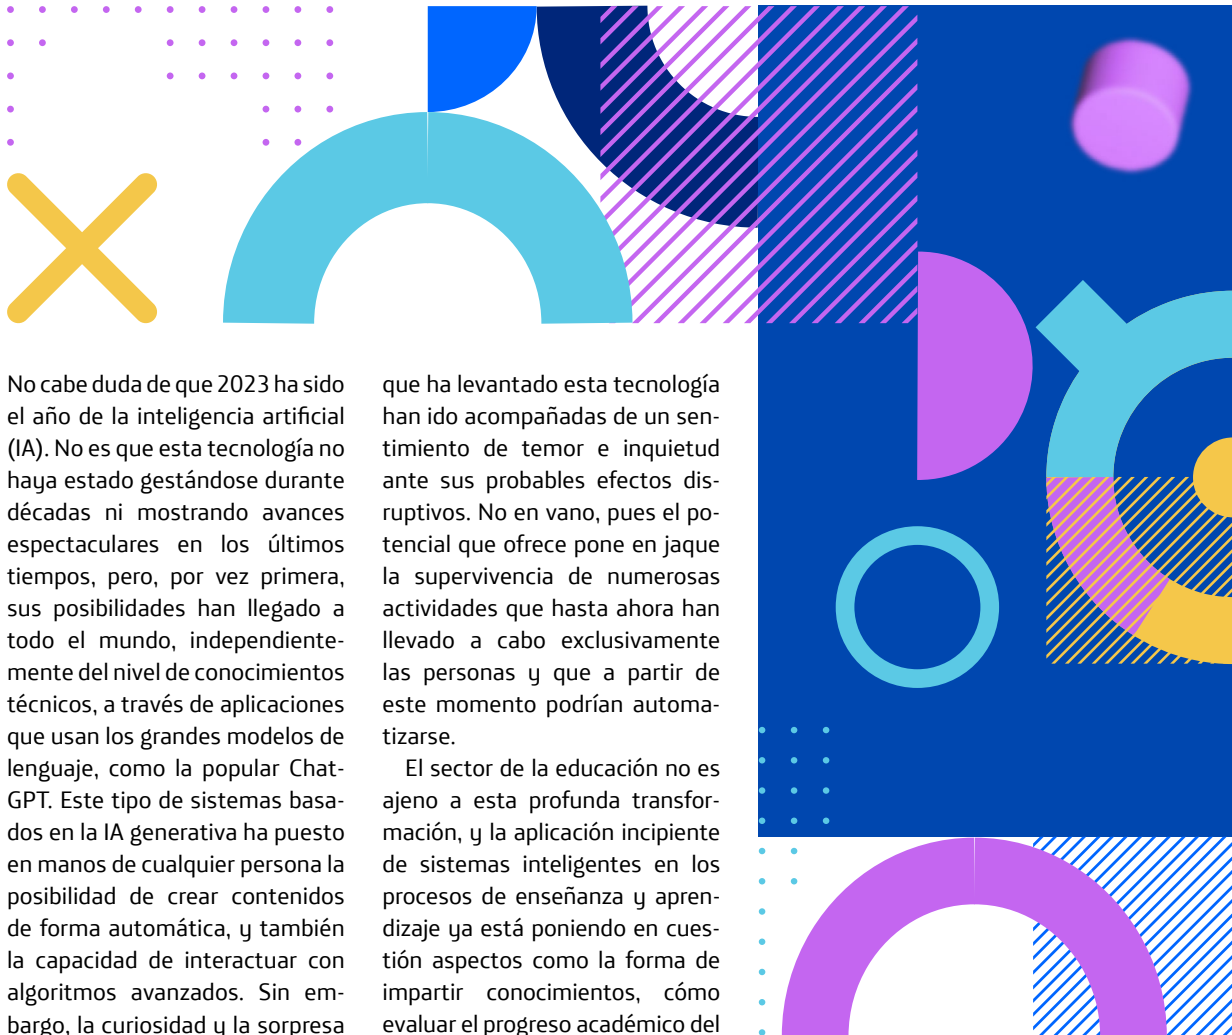 No cabe duda de que 2023 ha sido
el año de la inteligencia artificial
(IA). No es que esta tecnología no
haya estado gestándose durante
décadas ni mostrando avances
espectaculares en los últimos
tiempos, pero, por vez primera,
sus posibilidades han llegado a
todo el mundo, independiente-
mente del nivel de conocimientos
técnicos, a través de aplicaciones
que usan los grandes modelos de
lenguaje, como la popular Chat-
GPT. Este tipo de sistemas basa-
dos en la IA generativa ha puesto
en manos de cualquier persona la
posibilidad de crear contenidos
de forma automática, y también
la capacidad de interactuar con
algoritmos avanzados. Sin em-
bargo, la curiosidad y la sorpresa
que ha levantado esta tecnología
han ido acompañadas de un sen-
timiento de temor e inquietud
ante sus probables efectos dis-
ruptivos. No en vano, pues el po-
tencial que ofrece pone en jaque
la supervivencia de numerosas
actividades que hasta ahora han
llevado a cabo exclusivamente
las personas y que a partir de
este momento podrían automa-
tizarse.
El sector de la educación no es
ajeno a esta profunda transfor-
mación, y la aplicación incipiente
de sistemas inteligentes en los
procesos de enseñanza y apren-
dizaje ya está poniendo en cues-
tión aspectos como la forma de
impartir conocimientos, cómo
evaluar el progreso académico del